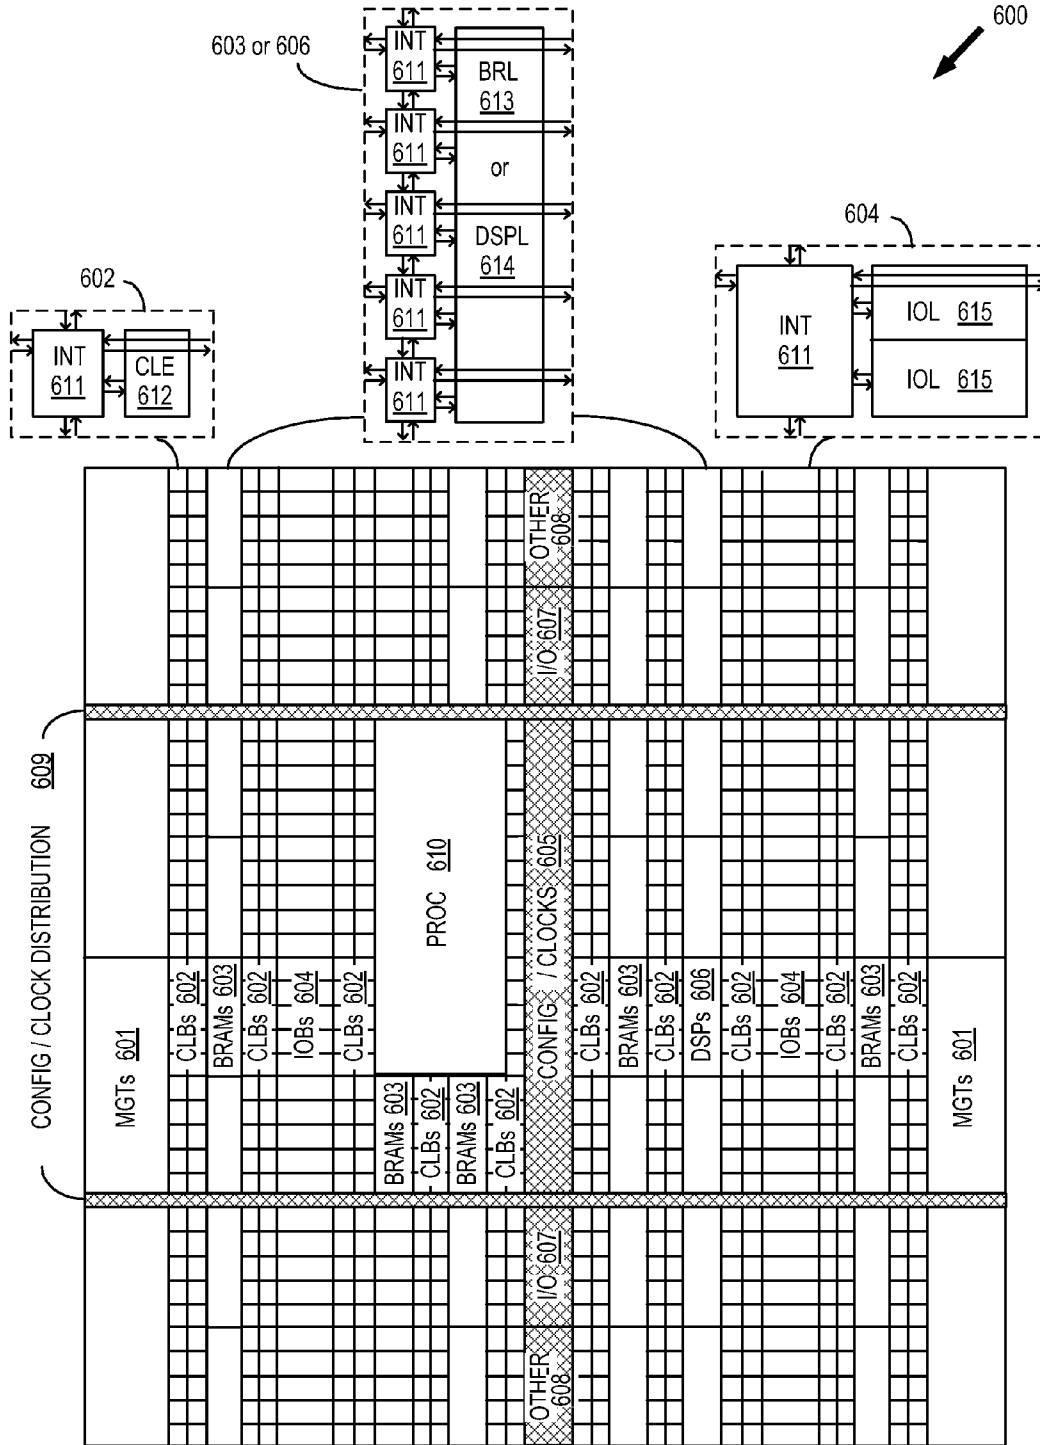 600
603 or 606
INT
611
INT
611
INT
611
INT
611
INT
611
BRL
613
or
DSPL
614
604
INT
611
IOL 615
IOL 615
602
INT
611
CLE
612
CONFIG / CLOCK DISTRIBUTION 609
MGTs 601
CLBs 602
BRAMs 603
CLBs 602
IOBs 604
CLBs 602
PROC 610
BRAMs 603
CLBs 602
BRAMs 603
CLBs 602
OTHER 608
I/O 607
CONFIG / CLOCKS 605
I/O 607
OTHER 608
CLBs 602
BRAMs 603
CLBs 602
DSPs 606
CLBs 602
IOBs 604
CLBs 602
BRAMs 603
CLBs 602
MGTs 601